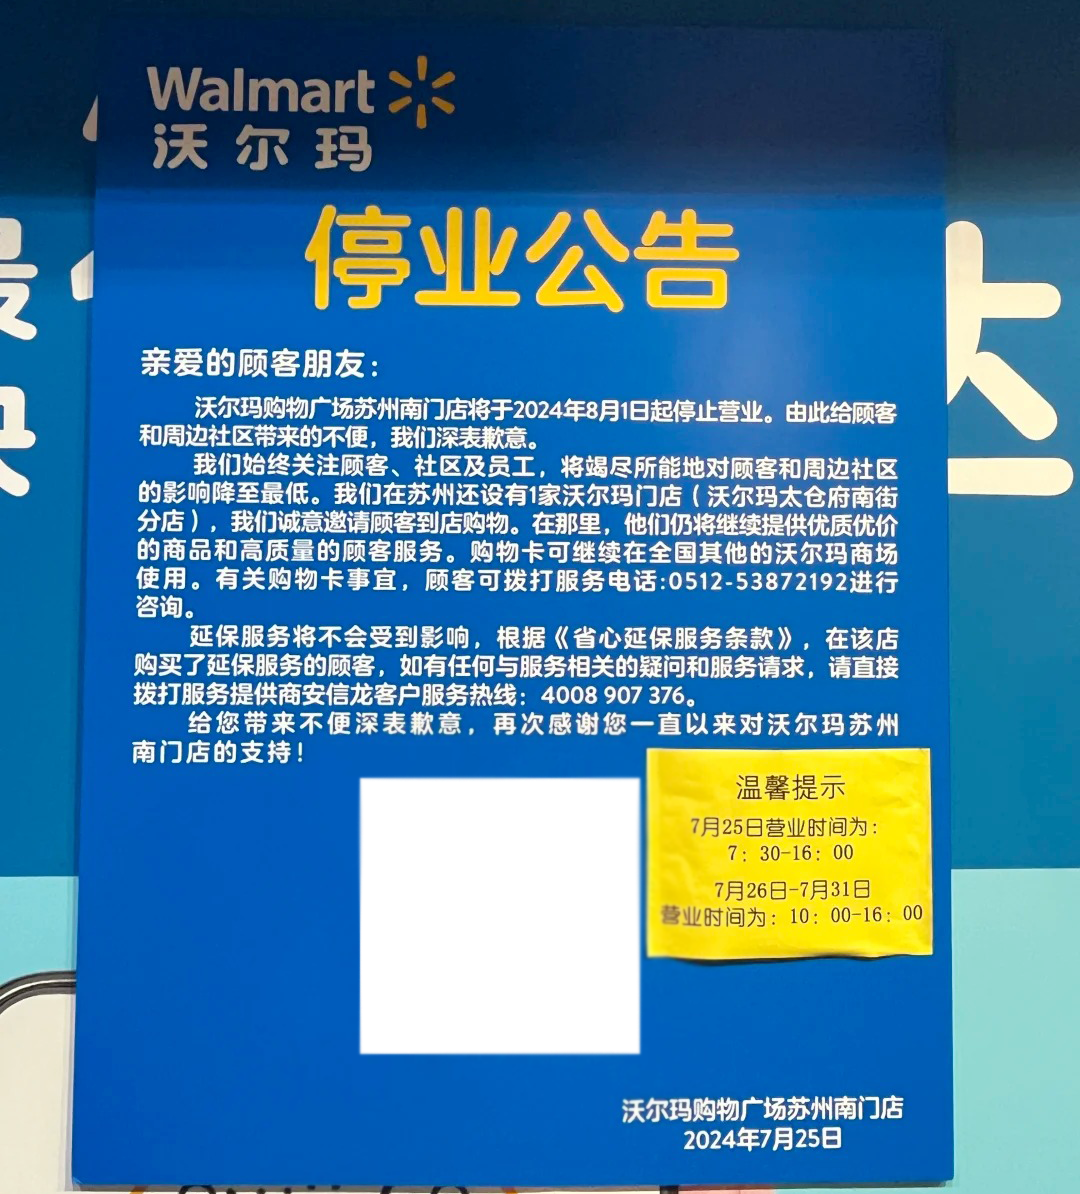 Walmart
沃尔玛
停业公告
亲爱的顾客朋友：
沃尔玛购物广场苏州南门店将于2024年8月1日起停止营业。由此给顾客
和周边社区带来的不便，我们深表歉意。
我们始终关注顾客、社区及员工，将竭尽所能地对顾客和周边社区
的影响降至最低。我们在苏州还设有1家沃尔玛门店（沃尔玛太仓府南街
分店），我们诚意邀请顾客到店购物。在那里，他们仍将继续提供优质优价
的商品和高质量的顾客服务。购物卡可继续在全国其他的沃尔玛商场
使用。有关购物卡事宜，顾客可拨打服务电话:0512-53872192进行
咨询。
延保服务将不会受到影响，根据《省心延保服务条款》，在该店
购买了延保服务的顾客，如有任何与服务相关的疑问和服务请求，请直接
拨打服务提供商安信龙客户服务热线：4008 907 376。
给您带来不便深表歉意，再次感谢您一直以来对沃尔玛苏州
南门店的支持！
温馨提示
7月25日营业时间为：
7：30-16：00
7月26日-7月31日
营业时间为：10：00-16：00
沃尔玛购物广场苏州南门店
2024年7月25日